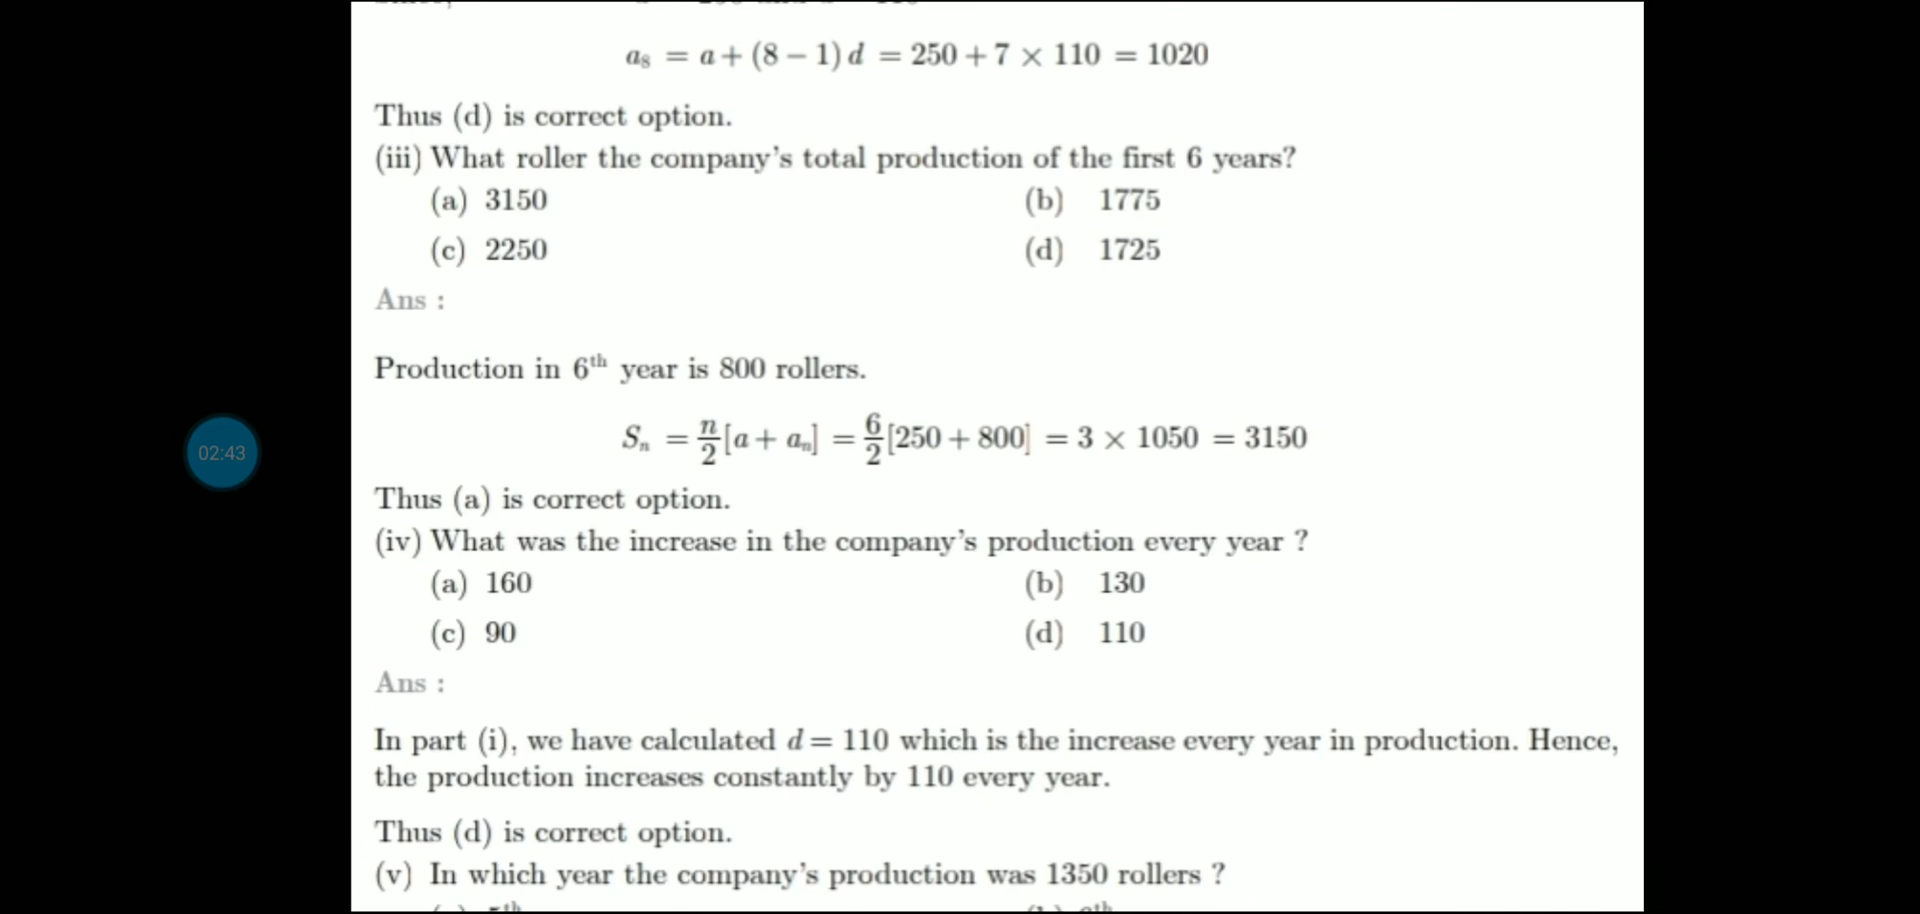 a₈ = a + (8 − 1) d = 250 + 7 × 110 = 1020
Thus (d) is correct option.
(iii) What roller the company's total production of the first 6 years?
(a) 3150 (b) 1775
(c) 2250 (d) 1725
Ans :
Production in 6th year is 800 rollers.
Sₙ = n/2 [a + aₙ] = 6/2 [250 + 800] = 3 × 1050 = 3150
02:43
Thus (a) is correct option.
(iv) What was the increase in the company's production every year ?
(a) 160 (b) 130
(c) 90 (d) 110
Ans :
In part (i), we have calculated d = 110 which is the increase every year in production. Hence,
the production increases constantly by 110 every year.
Thus (d) is correct option.
(v) In which year the company's production was 1350 rollers ?